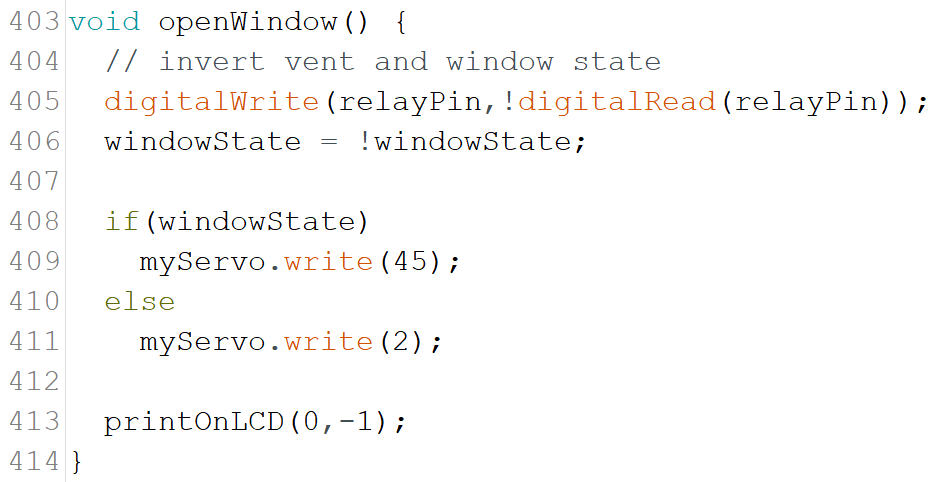 403 void openWindow() {
404   // invert vent and window state
405   digitalWrite(relayPin,!digitalRead(relayPin));
406   windowState = !windowState;
407
408   if(windowState)
409     myServo.write(45);
410   else
411     myServo.write(2);
412
413   printOnLCD(0,-1);
414 }